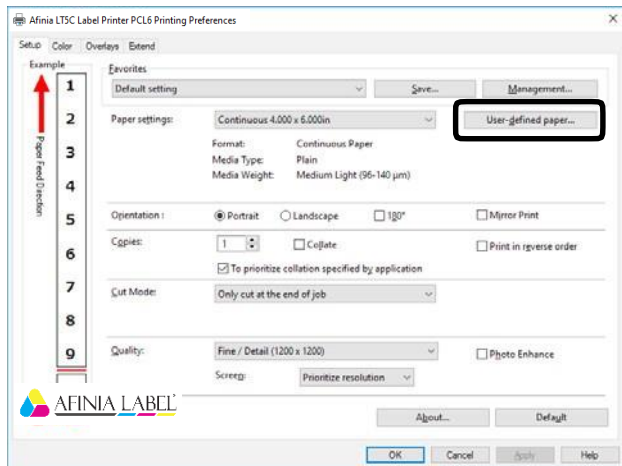 Afinia LT5C Label Printer PCL6 Printing Preferences
Setup Color Overlays Extend
Example
Paper Feed Direction
1
2
3
4
5
6
7
8
9
AFINIA LABEL
Favorites
Default setting
Save...
Management...
Paper settings:
Continuous 4.000 x 6.000in
User-defined paper...
Format: Continuous Paper
Media Type: Plain
Media Weight: Medium Light (96-140 μm)
Orientation : Portrait Landscape 180° Mirror Print
Copies: 1 Collate Print in reverse order
To prioritize collation specified by application
Cut Mode: Only cut at the end of job
Quality: Fine / Detail (1200 x 1200) Photo Enhance
Screen: Prioritize resolution
About... Default
OK Cancel Apply Help